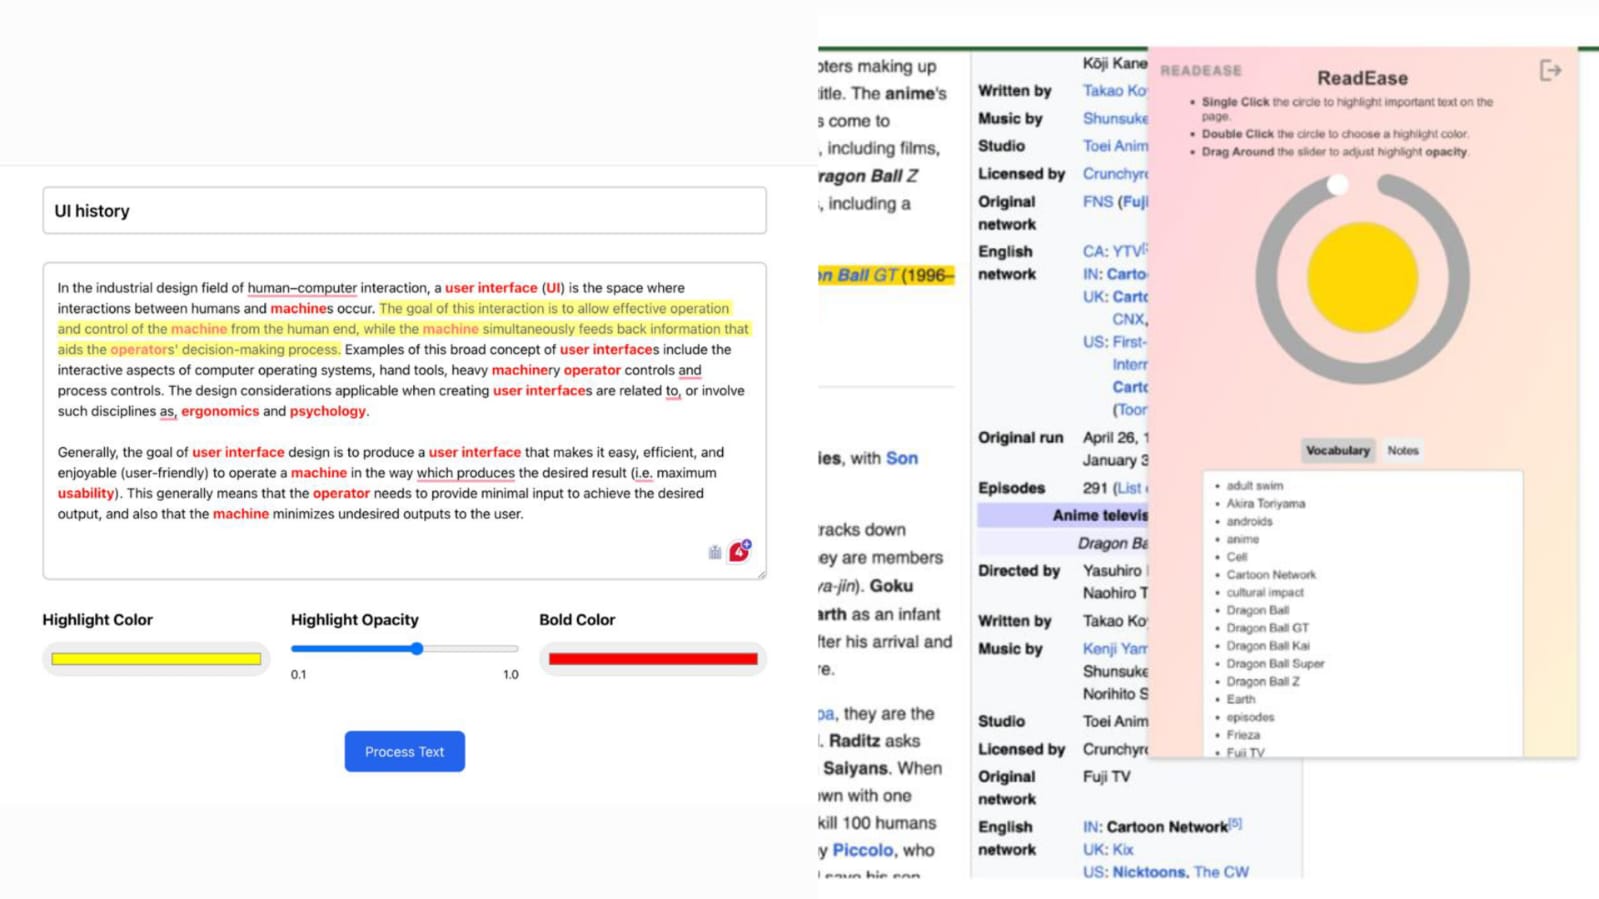 UI history
In the industrial design field of human–computer interaction, a user interface (UI) is the space where
interactions between humans and machines occur. The goal of this interaction is to allow effective operation
and control of the machine from the human end, while the machine simultaneously feeds back information that
aids the operators' decision-making process. Examples of this broad concept of user interfaces include the
interactive aspects of computer operating systems, hand tools, heavy machinery operator controls and
process controls. The design considerations applicable when creating user interfaces are related to, or involve
such disciplines as, ergonomics and psychology.
Generally, the goal of user interface design is to produce a user interface that makes it easy, efficient, and
enjoyable (user-friendly) to operate a machine in the way which produces the desired result (i.e. maximum
usability). This generally means that the operator needs to provide minimal input to achieve the desired
output, and also that the machine minimizes undesired outputs to the user.
4
Highlight Color
Highlight Opacity
Bold Color
0.1
1.0
Process Text
oters making up
itle. The anime's
s come to
, including films,
ragon Ball Z
s, including a
on Ball GT (1996–
ies, with Son
tracks down
ey are members
ya-jin). Goku
arth as an infant
fter his arrival and
re.
pa, they are the
l. Raditz asks
Saiyans. When
own with one
kill 100 humans
y Piccolo, who
save his son
Kōji Kane
Written by Takao Ko
Music by Shunsuke
Studio Toei Anim
Licensed by Crunchyro
Original FNS (Fuji
network
English CA: YTV
network IN: Carto
UK: Carto
CNX,
US: First-
Intern
Carto
(Toor
Original run April 26, 1
January 3
Episodes 291 (List
Anime televis
Dragon Ba
Directed by Yasuhiro
Naohiro T
Written by Takao Ko
Music by Kenji Yam
Shunsuke
Norihito S
Studio Toei Anim
Licensed by Crunchyro
Original Fuji TV
network
English IN: Cartoon Network[5]
network UK: Kix
US: Nicktoons, The CW
READEASE
ReadEase
• Single Click the circle to highlight important text on the
page.
• Double Click the circle to choose a highlight color.
• Drag Around the slider to adjust highlight opacity.
Vocabulary
Notes
• adult swim
• Akira Toriyama
• androids
• anime
• Cell
• Cartoon Network
• cultural impact
• Dragon Ball
• Dragon Ball GT
• Dragon Ball Kai
• Dragon Ball Super
• Dragon Ball Z
• Earth
• episodes
• Frieza
• Fuji TV